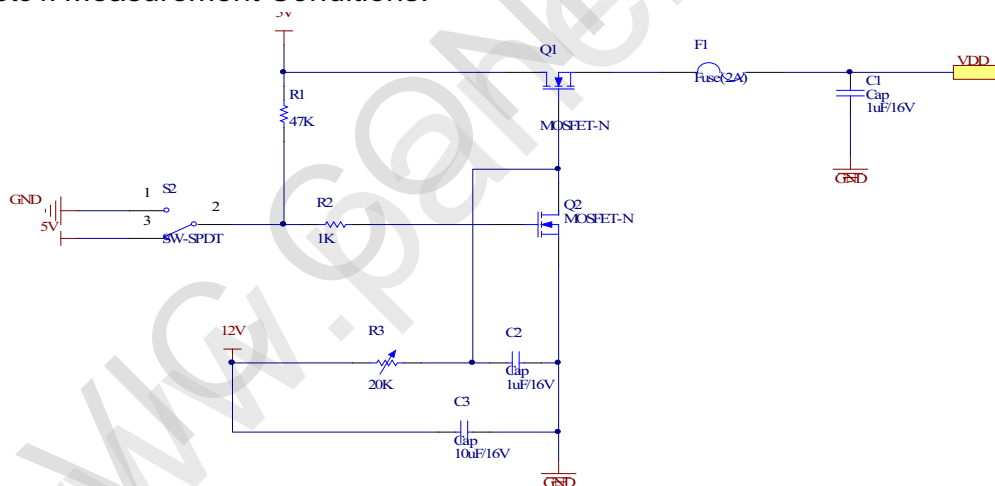 Measurement Conditions:
5V
Q1
F1
VDD
Fuse(2A)
C1
Cap
1uF/16V
R1
47K
MOSFET-N
GND
1
S2
GND
3
2
5V
SW-SPDT
R2
1K
Q2
MOSFET-N
12V
R3
20K
C2
Cap
1uF/16V
C3
Cap
10uF/16V
GND